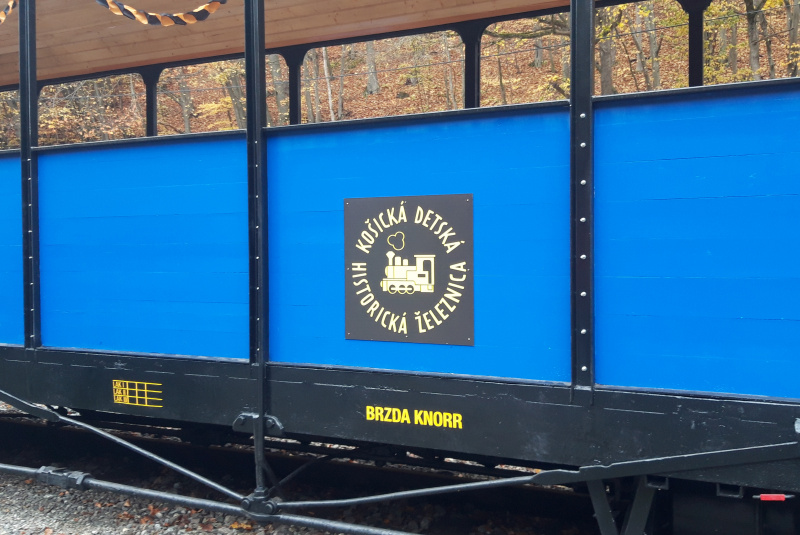 KOŠICKÁ DETSKÁ
HISTORICKÁ ŽELEZNICA
BRZDA KNORR